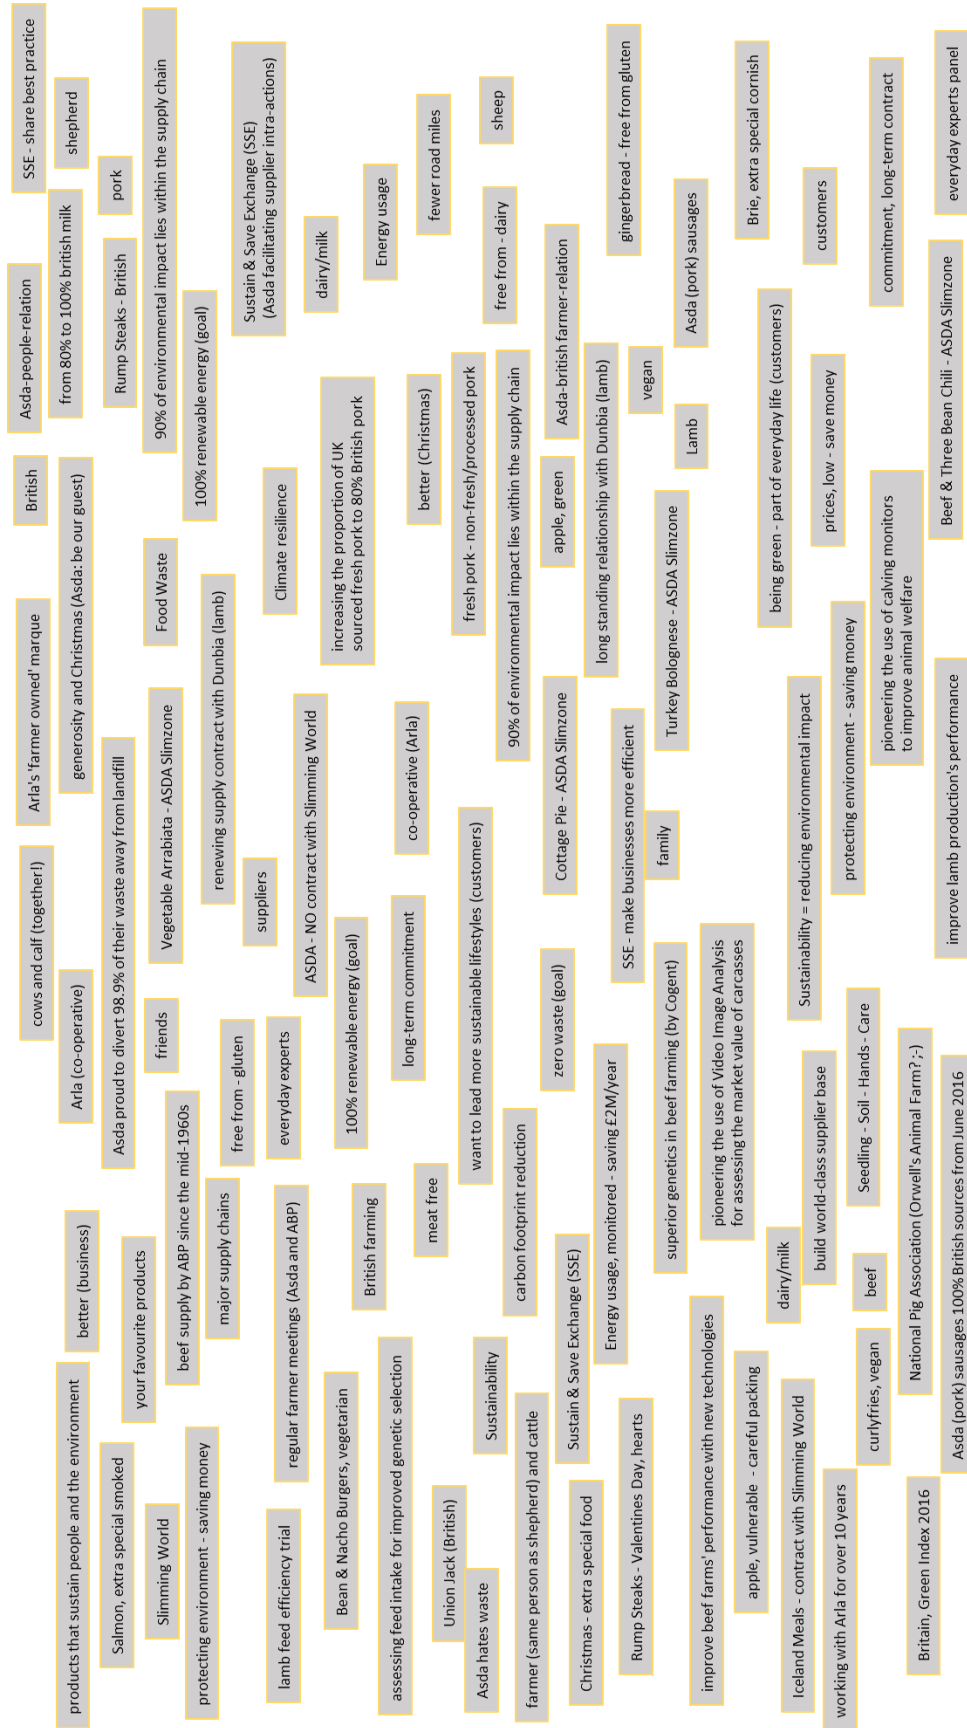 products that sustain people and the environment
better (business)
Arla (co-operative)
cows and calf (together!)
Arla's 'farmer owned' marque
British
Asda-people-relation
SSE - share best practice
generosity and Christmas (Asda: be our guest)
from 80% to 100% british milk
shepherd
Salmon, extra special smoked
your favourite products
Asda proud to divert 98.9% of their waste away from landfill
Rump Steaks - British
pork
Slimming World
beef supply by ABP since the mid-1960s
friends
Vegetable Arrabiata - ASDA Slimzone
Food Waste
90% of environmental impact lies within the supply chain
protecting environment - saving money
major supply chains
free from - gluten
renewing supply contract with Dunbia (lamb)
100% renewable energy (goal)
Sustain & Save Exchange (SSE)
(Asda facilitating supplier intra-actions)
lamb feed efficiency trial
regular farmer meetings (Asda and ABP)
everyday experts
suppliers
Climate resilience
ASDA - NO contract with Slimming World
dairy/milk
Bean & Nacho Burgers, vegetarian
British farming
100% renewable energy (goal)
increasing the proportion of UK
sourced fresh pork to 80% British pork
Energy usage
assessing feed intake for improved genetic selection
long-term commitment
co-operative (Arla)
better (Christmas)
fewer road miles
Union Jack (British)
meat free
want to lead more sustainable lifestyles (customers)
fresh pork - non-fresh/processed pork
sheep
Asda hates waste
Sustainability
carbon footprint reduction
90% of environmental impact lies within the supply chain
free from - dairy
farmer (same person as shepherd) and cattle
Sustain & Save Exchange (SSE)
zero waste (goal)
Cottage Pie - ASDA Slimzone
apple, green
Asda-british farmer-relation
Christmas - extra special food
Energy usage, monitored - saving £2M/year
long standing relationship with Dunbia (lamb)
gingerbread - free from gluten
Rump Steaks - Valentines Day, hearts
SSE - make businesses more efficient
vegan
superior genetics in beef farming (by Cogent)
family
Turkey Bolognese - ASDA Slimzone
Lamb
Asda (pork) sausages
improve beef farms' performance with new technologies
pioneering the use of Video Image Analysis
for assessing the market value of carcasses
Brie, extra special cornish
apple, vulnerable - careful packing
dairy/milk
being green - part of everyday life (customers)
Iceland Meals - contract with Slimming World
build world-class supplier base
Sustainability = reducing environmental impact
prices, low - save money
customers
working with Arla for over 10 years
beef
Seedling - Soil - Hands - Care
protecting environment - saving money
curlyfries, vegan
pioneering the use of calving monitors
to improve animal welfare
commitment, long-term contract
Britain, Green Index 2016
National Pig Association (Orwell's Animal Farm? ;-)
Asda (pork) sausages 100% British sources from June 2016
improve lamb production's performance
Beef & Three Bean Chili - ASDA Slimzone
everyday experts panel